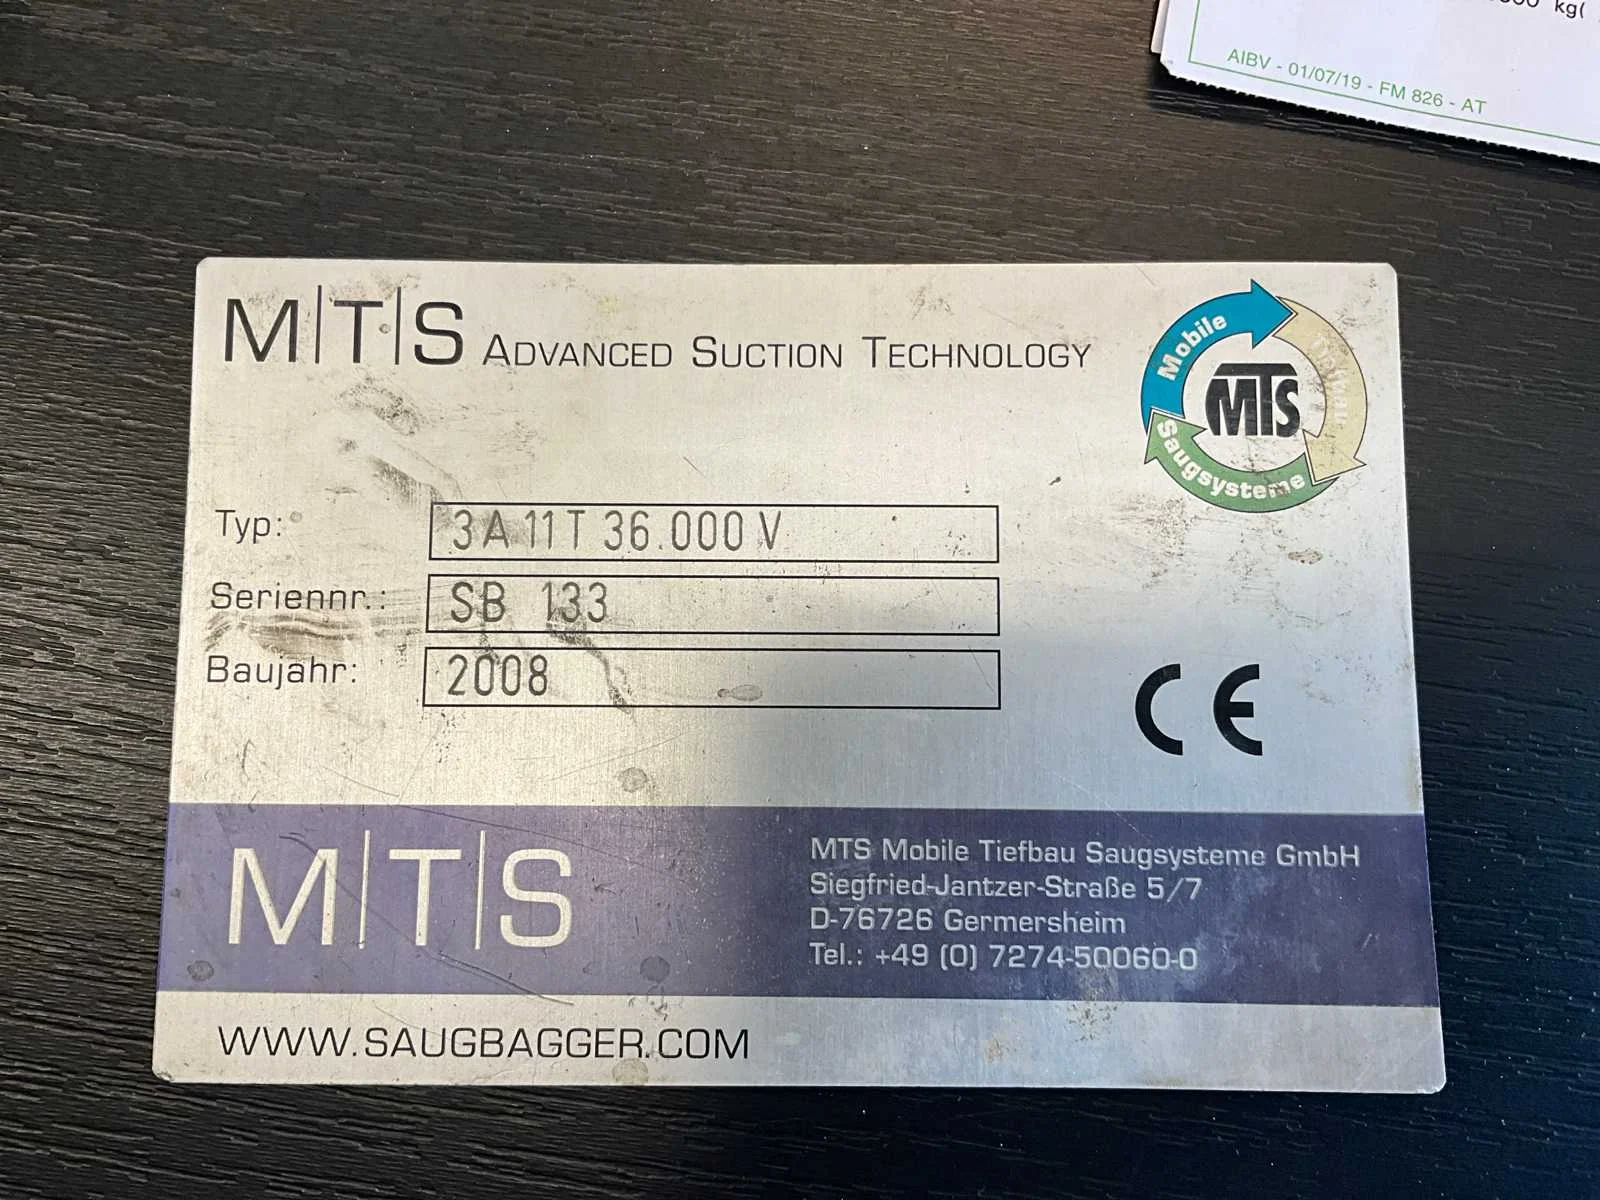 kg(
AIBV - 01/07/19 - FM 826 - AT
M|T|S ADVANCED SUCTION TECHNOLOGY
Mobile
Tiefbau
Saugsysteme
MTS
Typ: 3 A 11 T 36.000 V
Seriennr.: SB 133
Baujahr: 2008
CE
M|T|S
MTS Mobile Tiefbau Saugsysteme GmbH
Siegfried-Jantzer-Straße 5/7
D-76726 Germersheim
Tel.: +49 (0) 7274-50060-0
WWW.SAUGBAGGER.COM